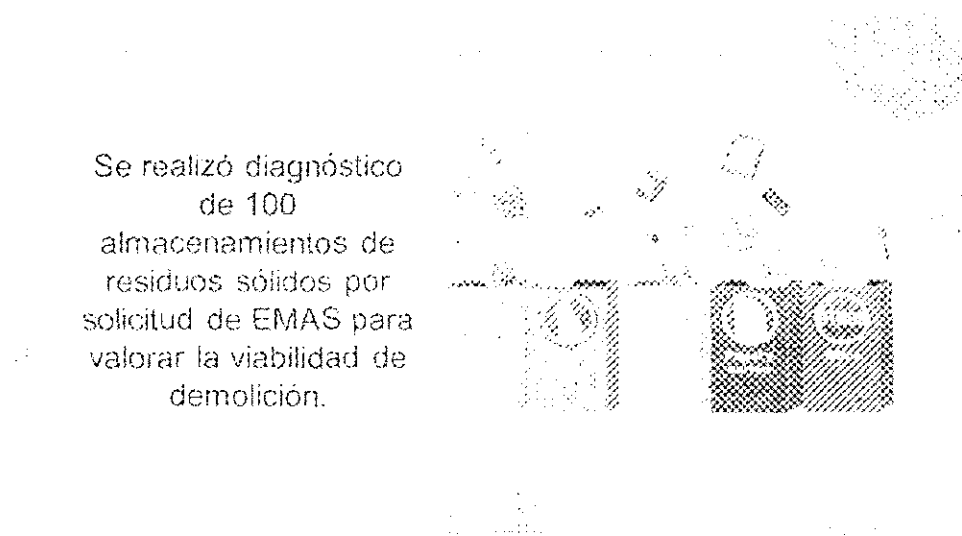 Se realizó diagnóstico
de 100
almacenamientos de
residuos sólidos por
solicitud de EMAS para
valorar la viabilidad de
demolición.